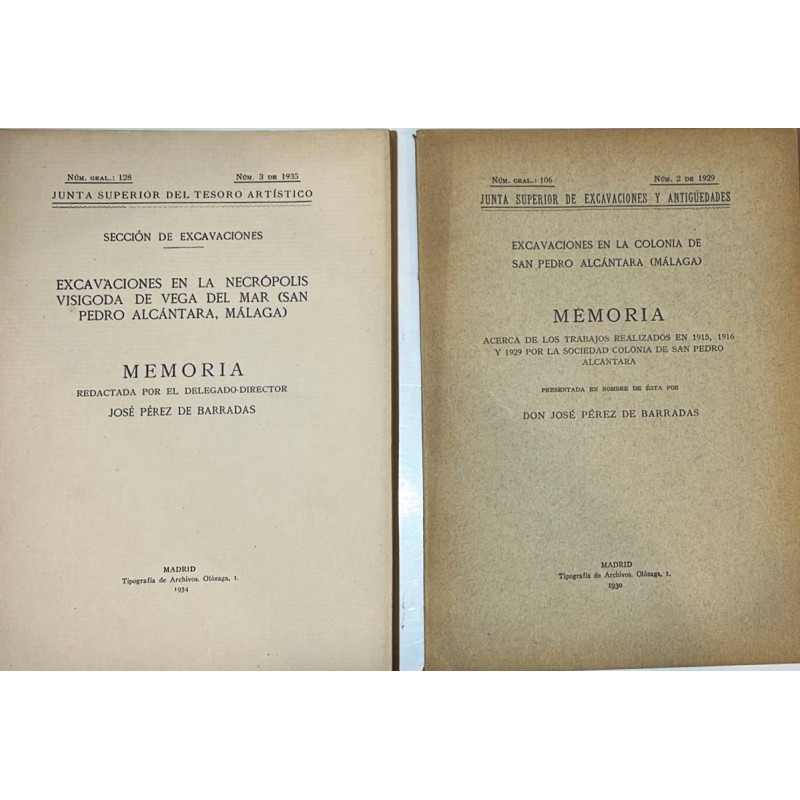 NÚM. GRAL.: 128 NÚM. 3 DE 1935
JUNTA SUPERIOR DEL TESORO ARTÍSTICO
SECCIÓN DE EXCAVACIONES
EXCAVACIONES EN LA NECRÓPOLIS
VISIGODA DE VEGA DEL MAR (SAN
PEDRO ALCÁNTARA, MÁLAGA)
MEMORIA
REDACTADA POR EL DELEGADO-DIRECTOR
JOSÉ PÉREZ DE BARRADAS
MADRID
Tipografía de Archivos. Olózaga, 1.
1934
NÚM. GRAL.: 106 NÚM. 2 DE 1929
JUNTA SUPERIOR DE EXCAVACIONES Y ANTIGÜEDADES
EXCAVACIONES EN LA COLONIA DE
SAN PEDRO ALCÁNTARA (MÁLAGA)
MEMORIA
ACERCA DE LOS TRABAJOS REALIZADOS EN 1915, 1916
Y 1929 POR LA SOCIEDAD COLONIA DE SAN PEDRO
ALCANTARA
PRESENTADA EN NOMBRE DE ÉSTA POR
DON JOSÉ PÉREZ DE BARRADAS
MADRID
Tipografía de Archivos. Olózaga, 1.
1930